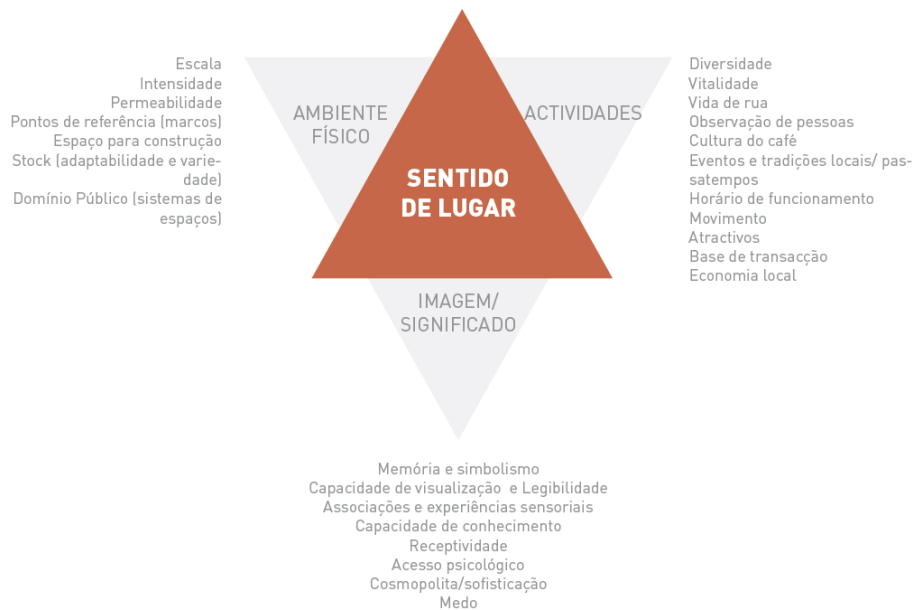 Escala
Intensidade
Permeabilidade
Pontos de referência (marcos)
Espaço para construção
Stock (adaptabilidade e varie-
dade)
Domínio Público (sistemas de
espaços)
AMBIENTE
FÍSICO
SENTIDO
DE LUGAR
ACTIVIDADES
Diversidade
Vitalidade
Vida de rua
Observação de pessoas
Cultura do café
Eventos e tradições locais/ pas-
satempos
Horário de funcionamento
Movimento
Atractivos
Base de transacção
Economia local
IMAGEM/
SIGNIFICADO
Memória e simbolismo
Capacidade de visualização e Legibilidade
Associações e experiências sensoriais
Capacidade de conhecimento
Receptividade
Acesso psicológico
Cosmopolita/sofisticação
Medo